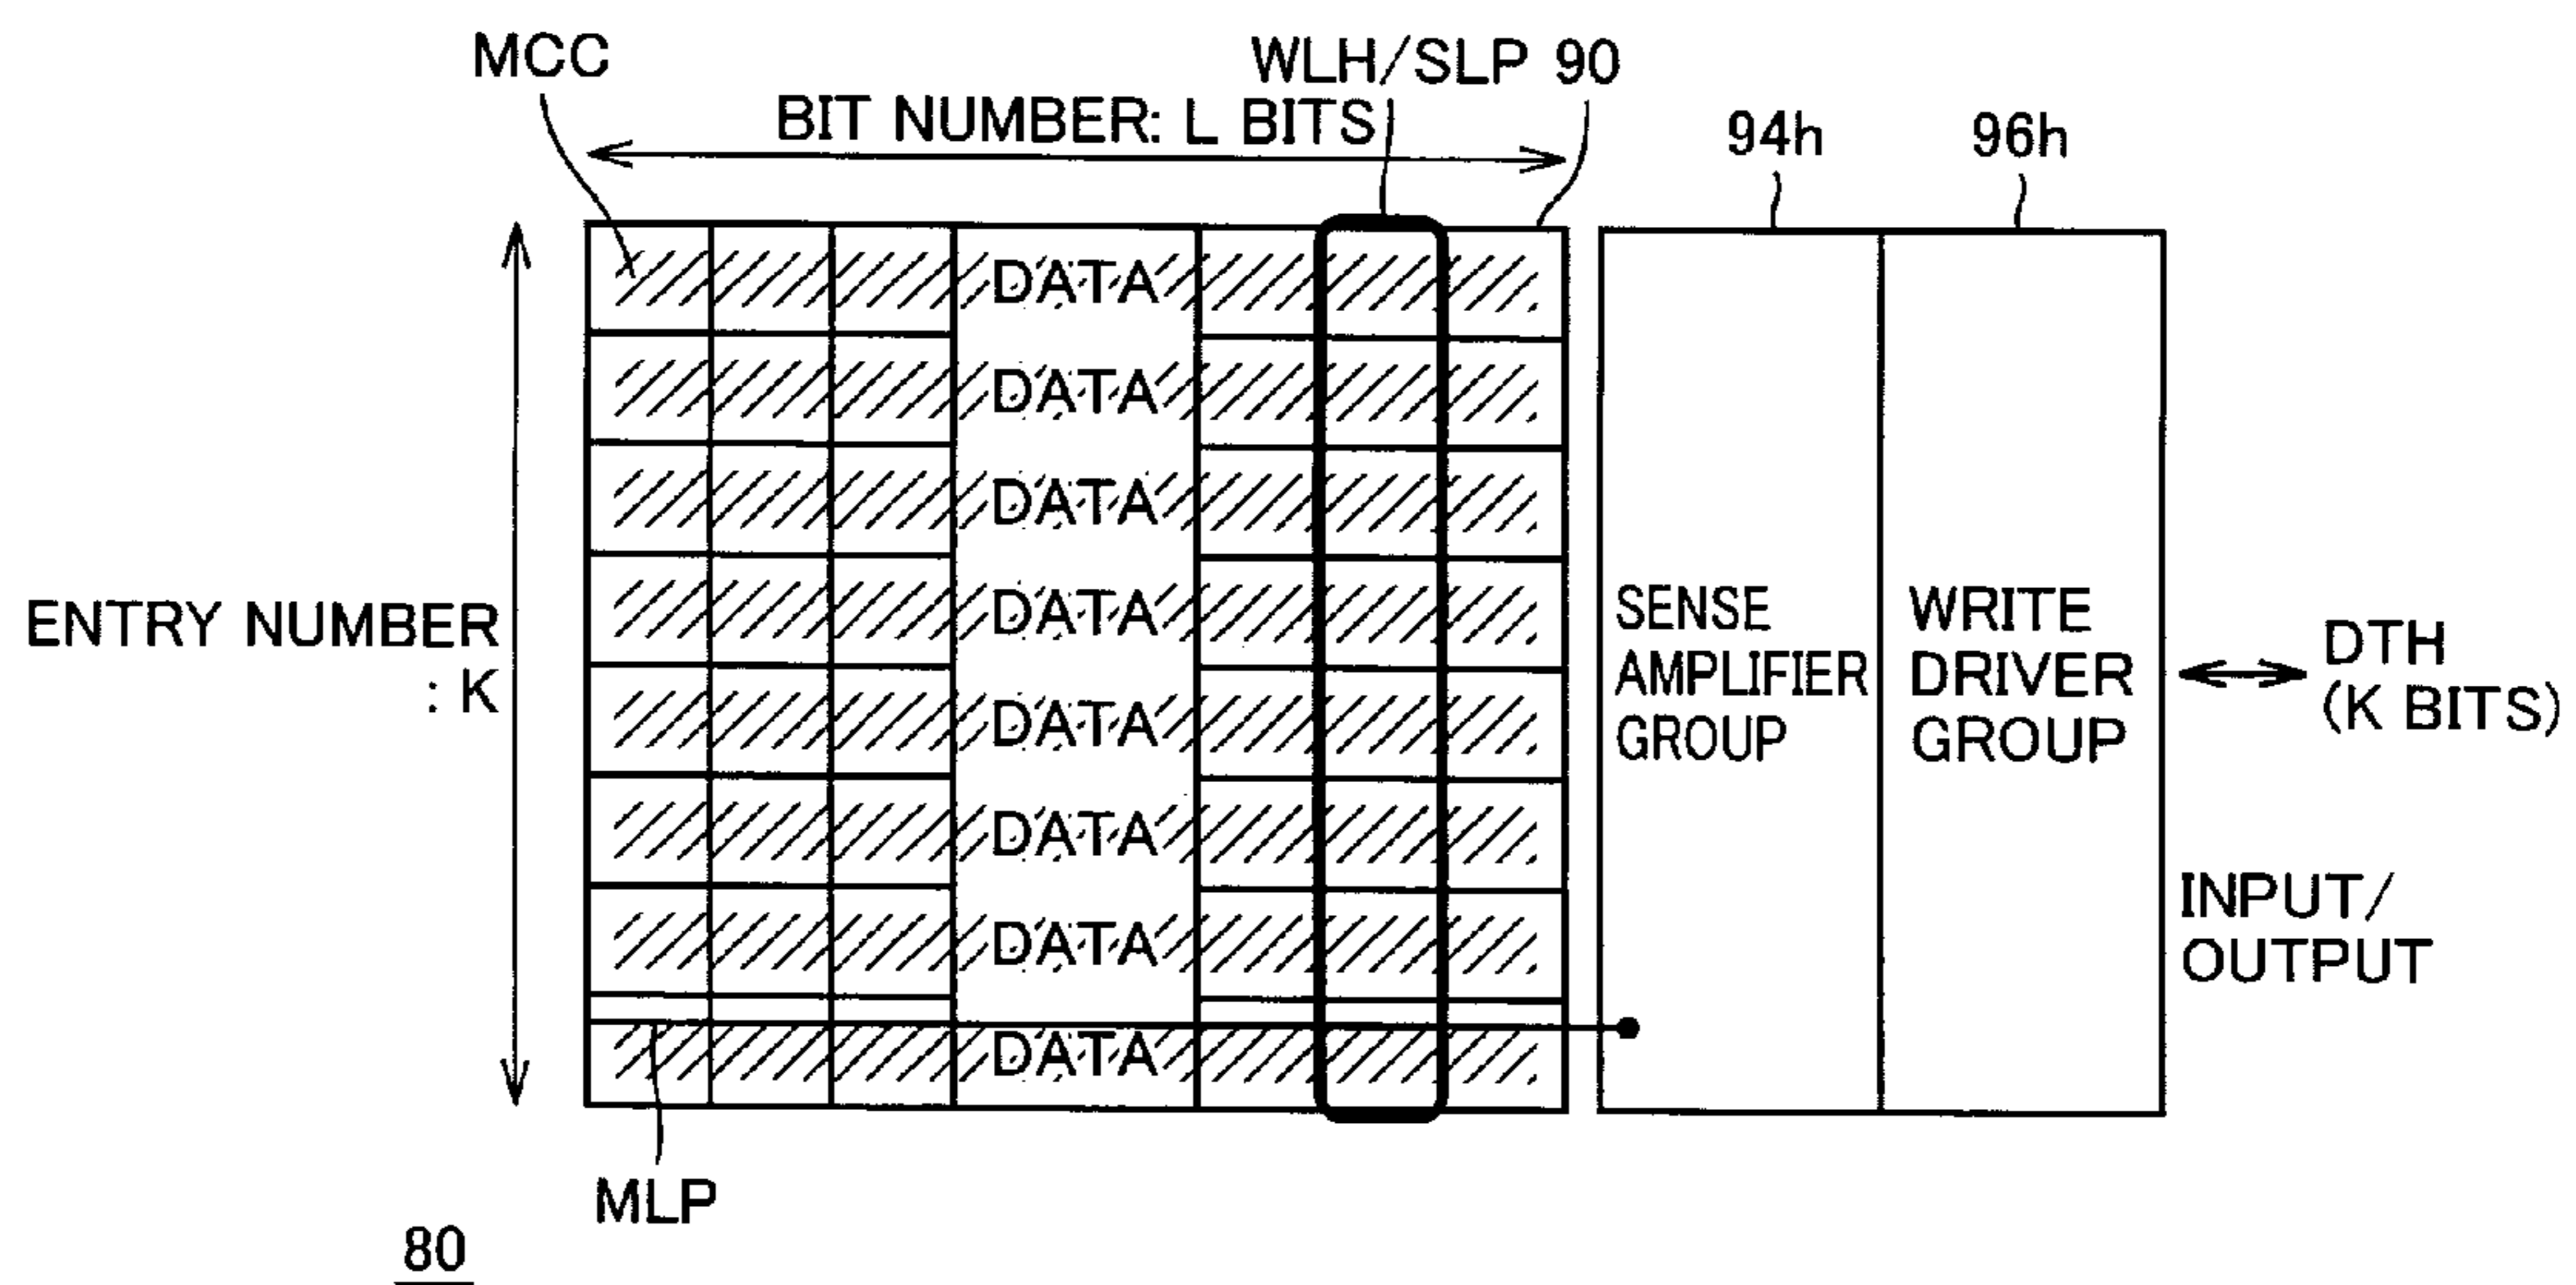 MCC
WLH/SLP 90
BIT NUMBER: L BITS
94h
96h
DATA
DATA
DATA
DATA
DATA
DATA
DATA
DATA
ENTRY NUMBER
: K
SENSE
AMPLIFIER
GROUP
WRITE
DRIVER
GROUP
DTH
(K BITS)
INPUT/
OUTPUT
MLP
80